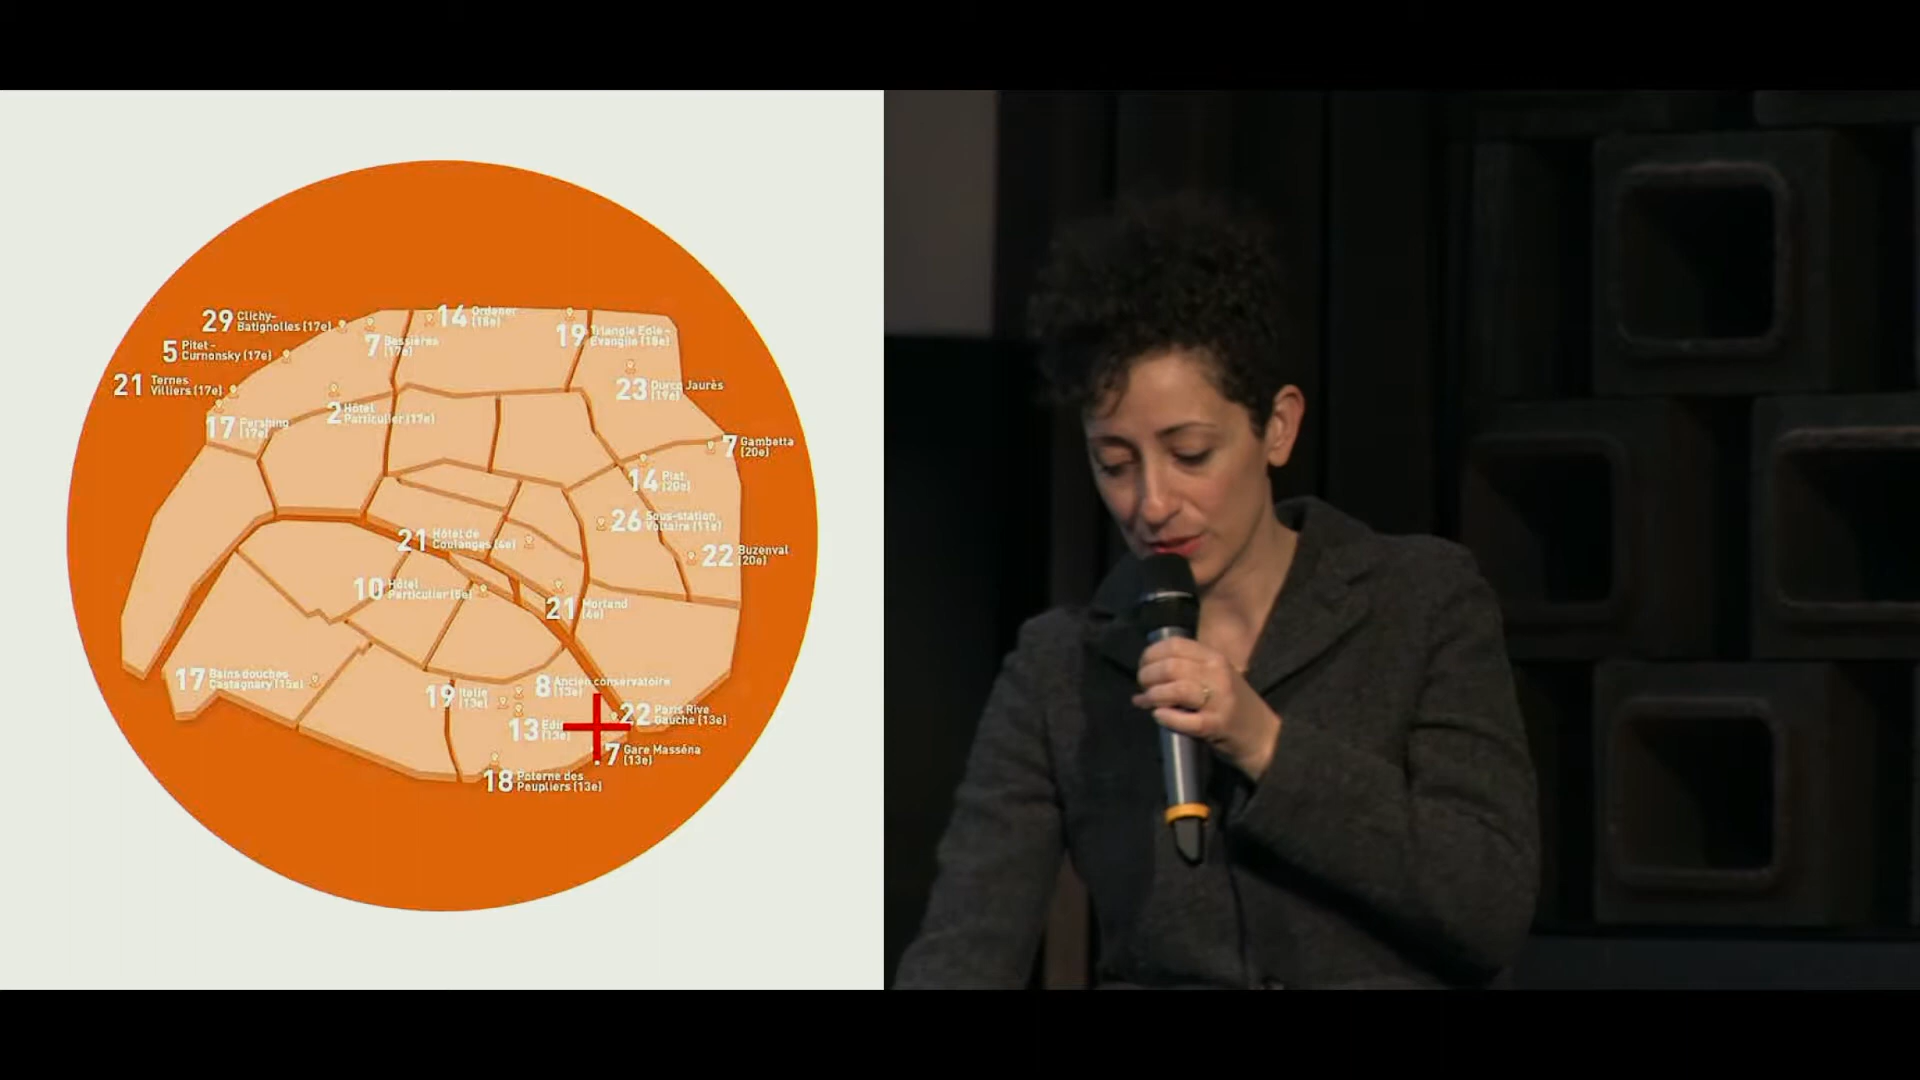 29 Clichy-
Batignolles (17e)
14 Ordener
(18e)
5 Pitet -
Curnonsky (17e)
7 Bessières
(17e)
19 Triangle Eole -
Evangile (18e)
21 Ternes
Villiers (17e)
23 Ourcq Jaurès
(19e)
17 Pershing
(17e)
2 Hôtel
Particulier (17e)
7 Gambetta
(20e)
14 Piat
(20e)
26 Sous-station
Voltaire (11e)
21 Hôtel de
Coulanges (4e)
22 Buzenval
(20e)
10 Hôtel
Particulier (5e)
21 Morland
(4e)
17 Bains douches
Castagnary (15e)
19 Italie
(13e)
8 Ancien conservatoire
(13e)
22 Paris Rive
Gauche (13e)
13
(13e)
7 Gare Masséna
(13e)
18 Poterne des
Peupliers (13e)